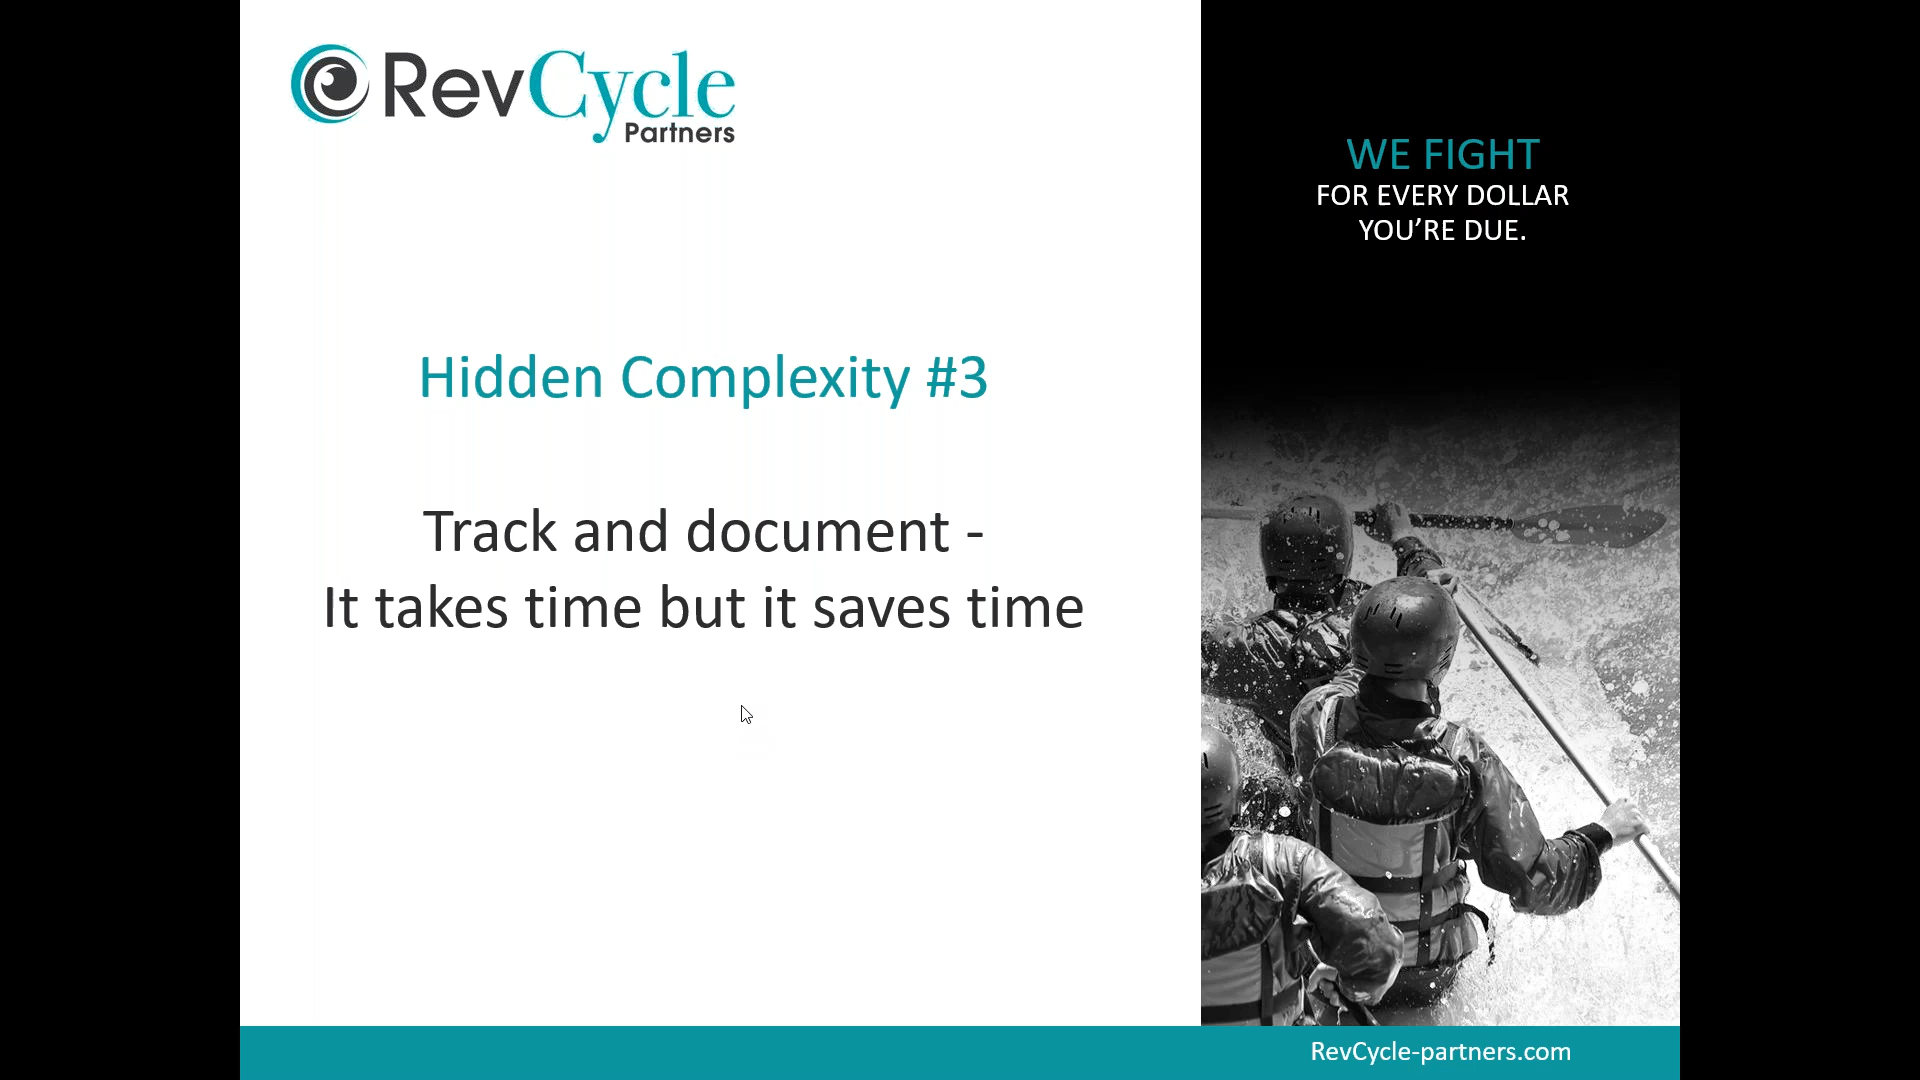 RevCycle
Partners
WE FIGHT
FOR EVERY DOLLAR
YOU’RE DUE.
Hidden Complexity #3
Track and document -
It takes time but it saves time
RevCycle-partners.com